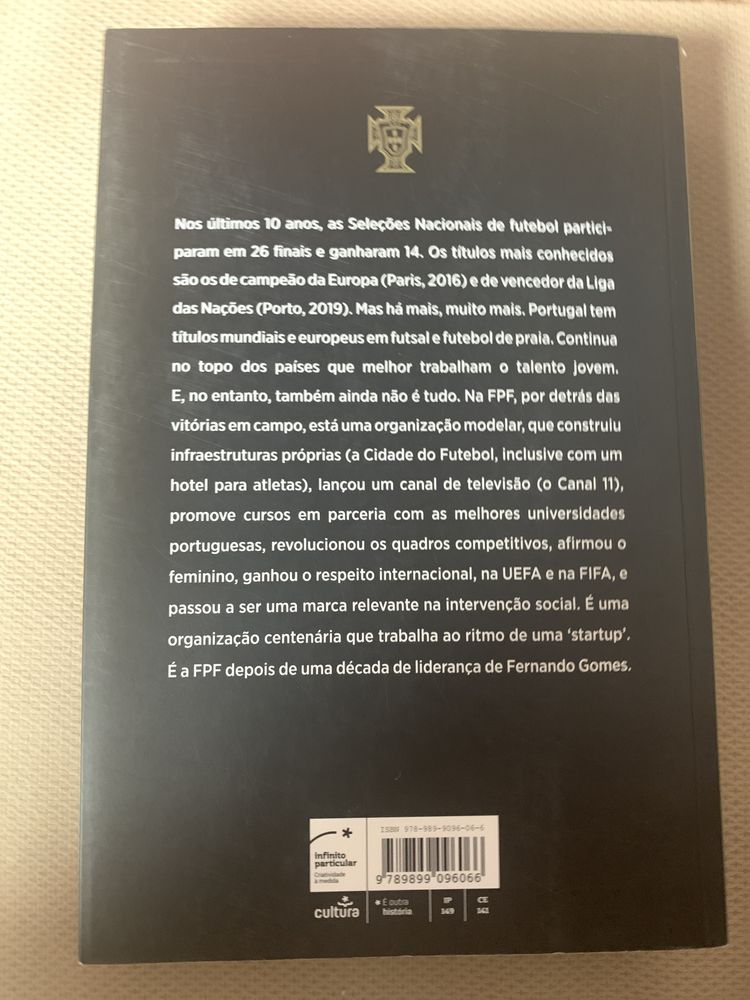 Nos últimos 10 anos, as Seleções Nacionais de futebol partici-
param em 26 finais e ganharam 14. Os títulos mais conhecidos
são os de campeão da Europa (Paris, 2016) e de vencedor da Liga
das Nações (Porto, 2019). Mas há mais, muito mais. Portugal tem
títulos mundiais e europeus em futsal e futebol de praia. Continua
no topo dos países que melhor trabalham o talento jovem.
E, no entanto, também ainda não é tudo. Na FPF, por detrás das
vitórias em campo, está uma organização modelar, que construiu
infraestruturas próprias (a Cidade do Futebol, inclusive com um
hotel para atletas), lançou um canal de televisão (o Canal 11),
promove cursos em parceria com as melhores universidades
portuguesas, revolucionou os quadros competitivos, afirmou o
feminino, ganhou o respeito internacional, na UEFA e na FIFA, e
passou a ser uma marca relevante na intervenção social. É uma
organização centenária que trabalha ao ritmo de uma ‘startup’.
É a FPF depois de uma década de liderança de Fernando Gomes.
infinito
particular
Criatividade
à medida
ISBN 978-989-9096-06-6
9 789899 096066
cultura
* É outra
história
IP
149
CE
141